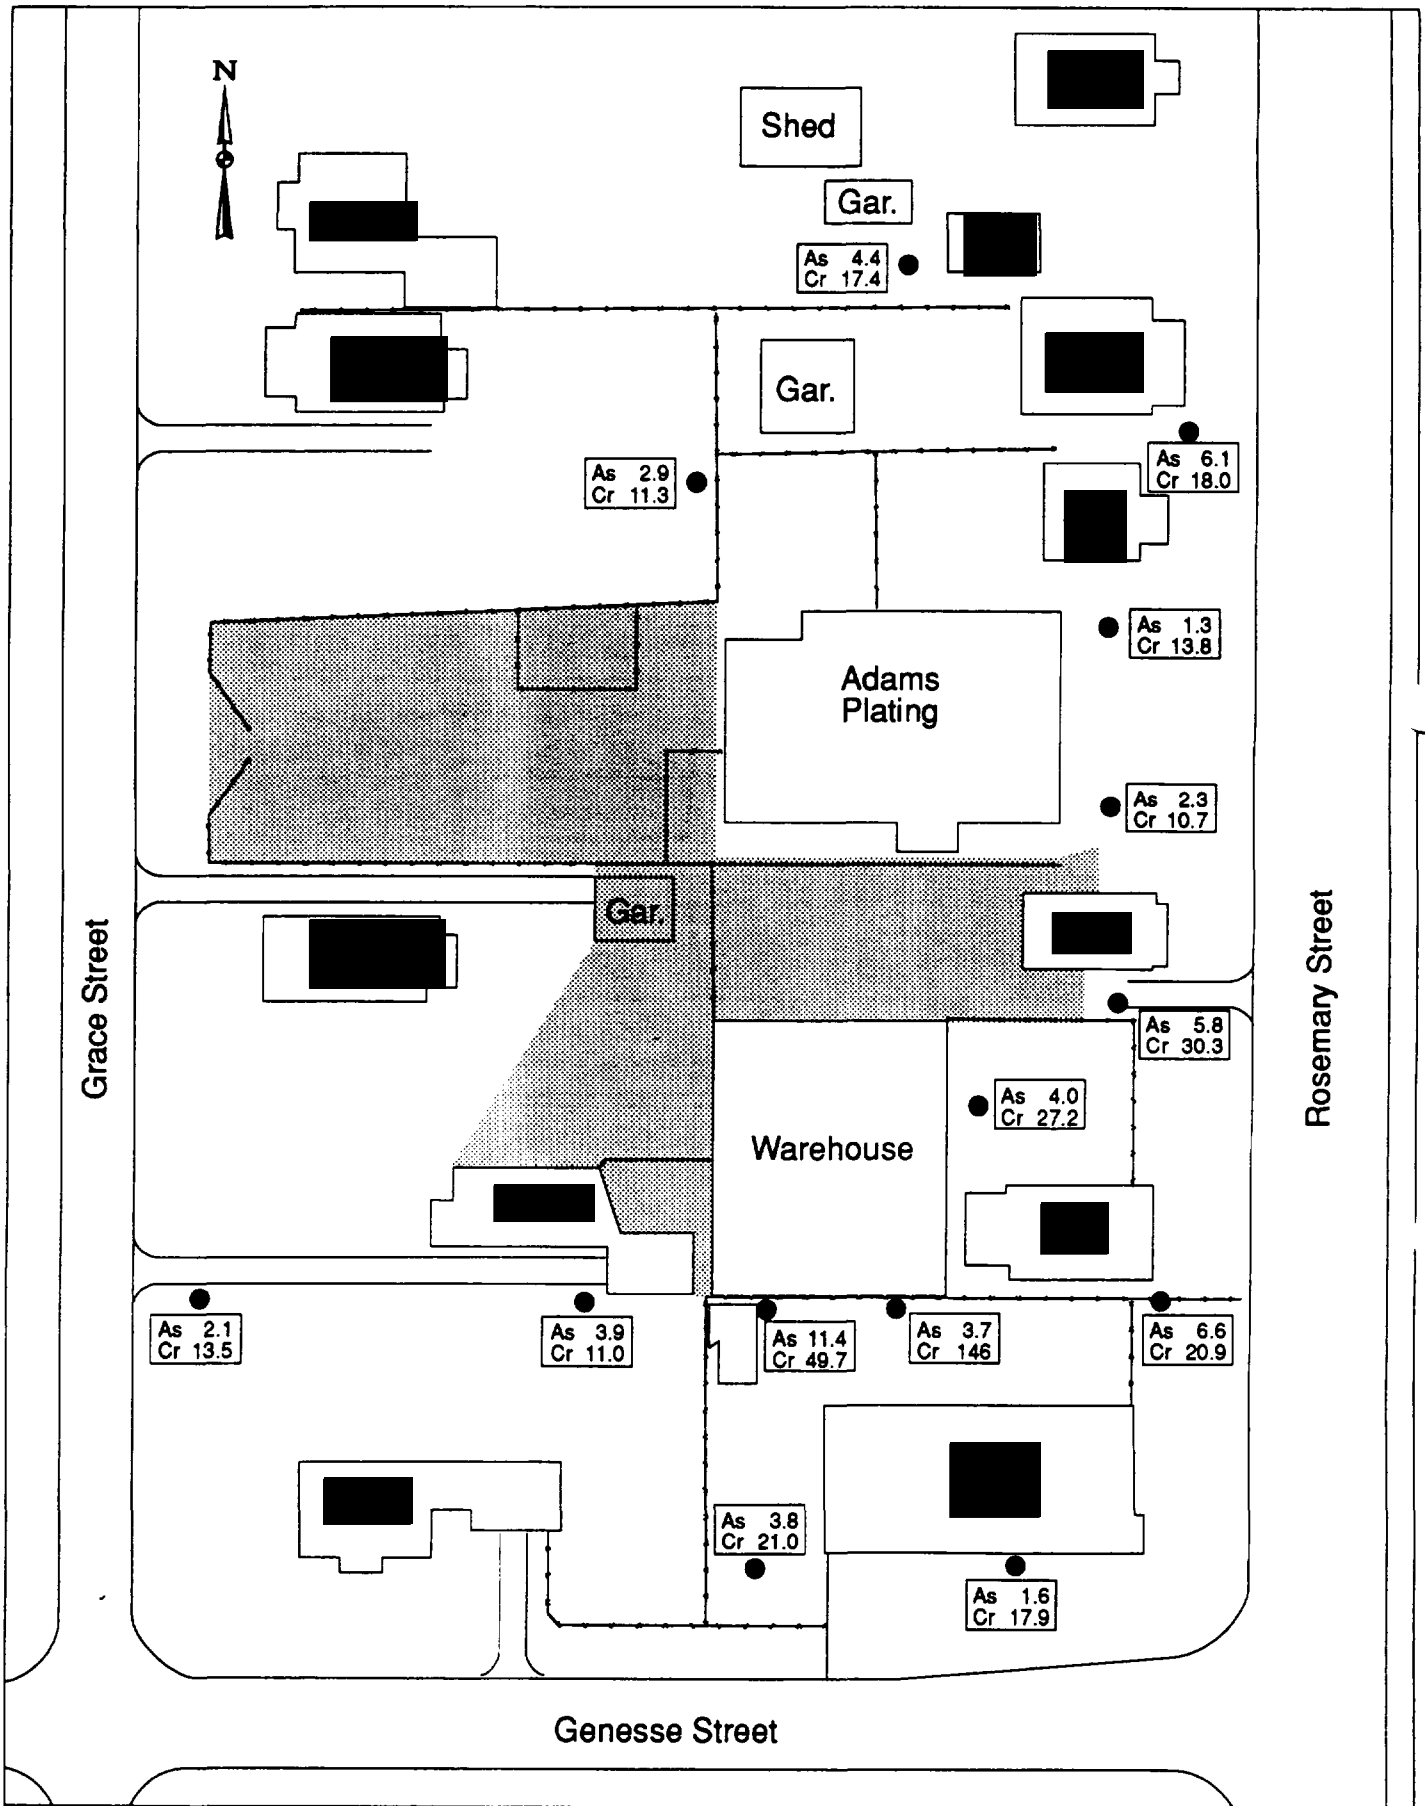 N
Shed
Gar.
As 4.4
Cr 17.4
Gar.
As 6.1
Cr 18.0
As 2.9
Cr 11.3
As 1.3
Cr 13.8
Adams
Plating
As 2.3
Cr 10.7
Gar.
Grace Street
Rosemary Street
As 5.8
Cr 30.3
As 4.0
Cr 27.2
Warehouse
As 2.1
Cr 13.5
As 3.9
Cr 11.0
As 11.4
Cr 49.7
As 3.7
Cr 146
As 6.6
Cr 20.9
As 3.8
Cr 21.0
As 1.6
Cr 17.9
Genesse Street